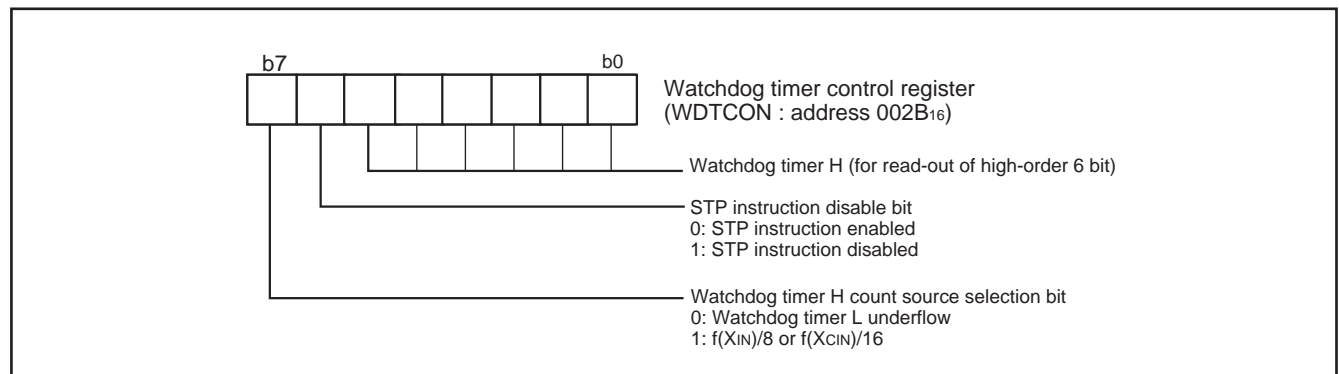 b7 b0
Watchdog timer control register
(WDTCON : address 002B16)
Watchdog timer H (for read-out of high-order 6 bit)
STP instruction disable bit
0: STP instruction enabled
1: STP instruction disabled
Watchdog timer H count source selection bit
0: Watchdog timer L underflow
1: f(XIN)/8 or f(XCIN)/16